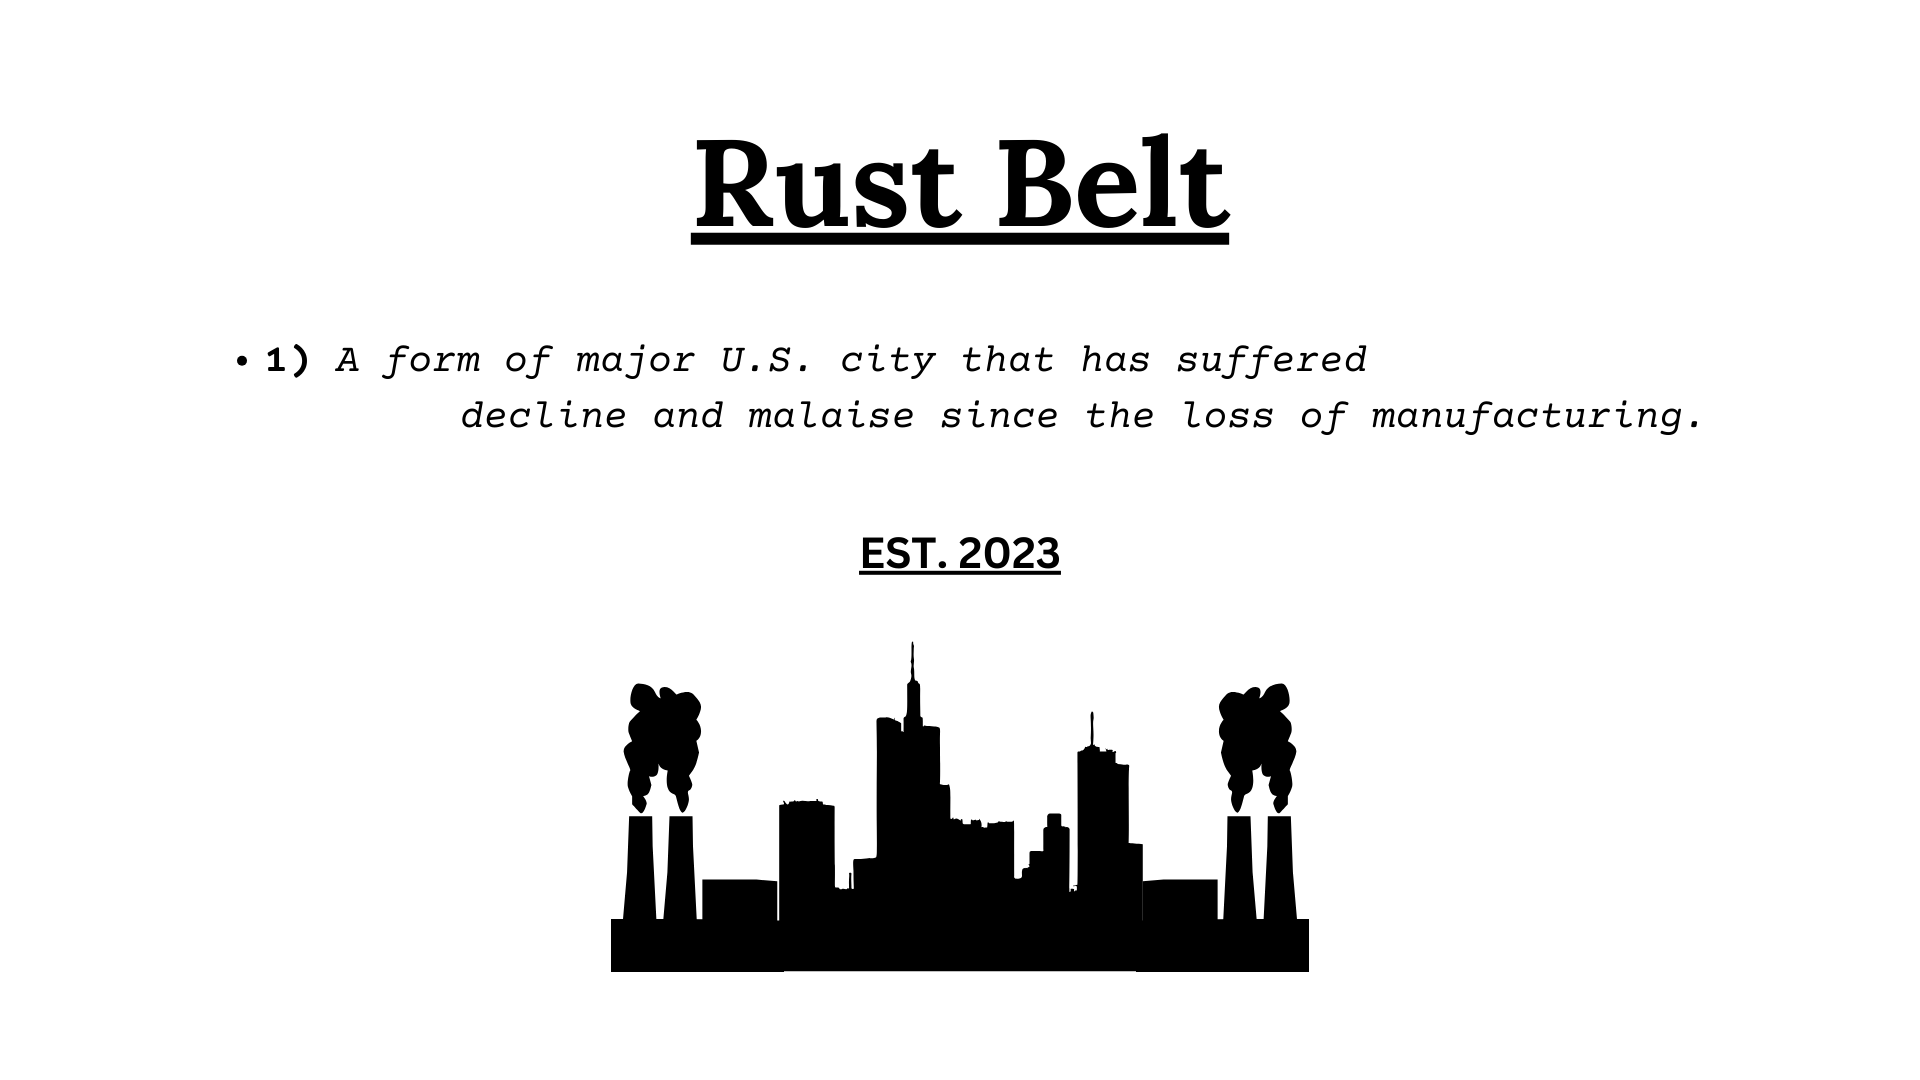 Rust Belt
• 1) A form of major U.S. city that has suffered
decline and malaise since the loss of manufacturing.
EST. 2023